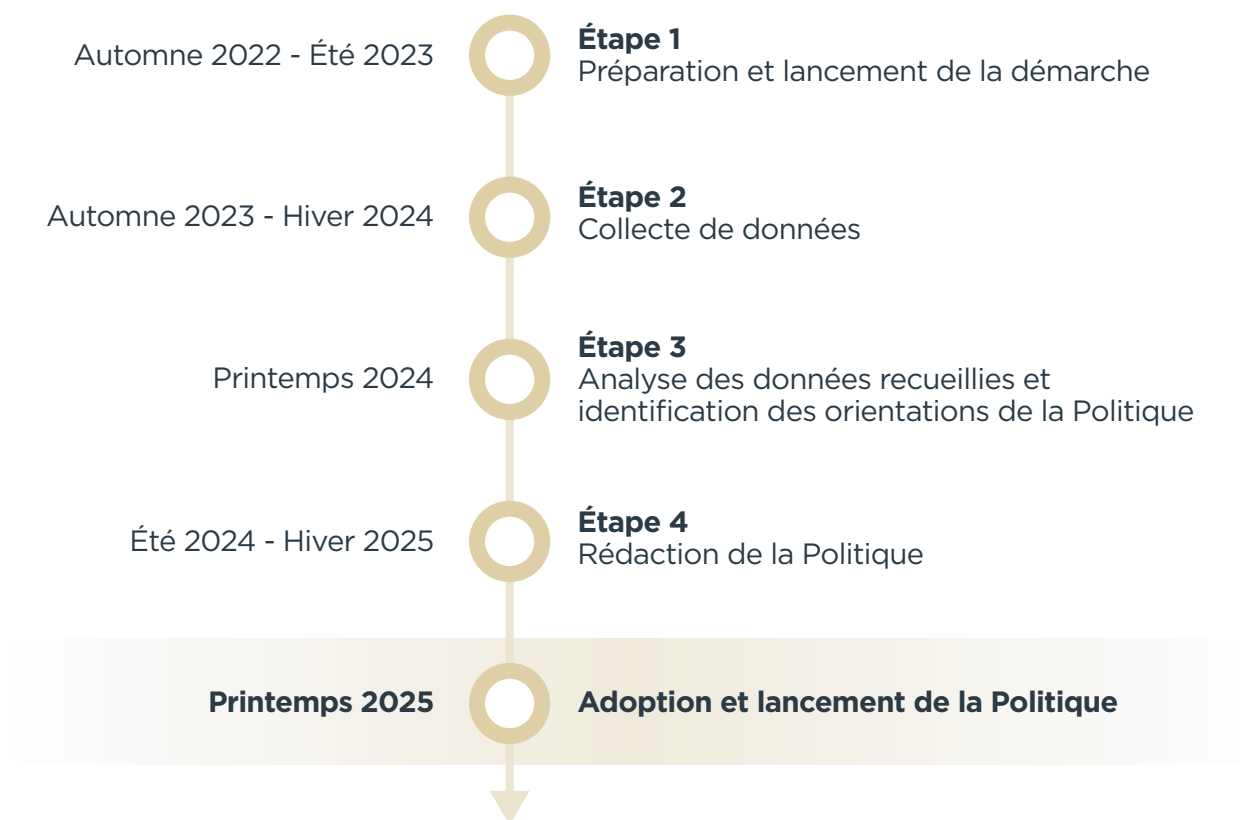 Automne 2022 - Été 2023
Étape 1
Préparation et lancement de la démarche
Automne 2023 - Hiver 2024
Étape 2
Collecte de données
Printemps 2024
Étape 3
Analyse des données recueillies et
identification des orientations de la Politique
Été 2024 - Hiver 2025
Étape 4
Rédaction de la Politique
Printemps 2025
Adoption et lancement de la Politique